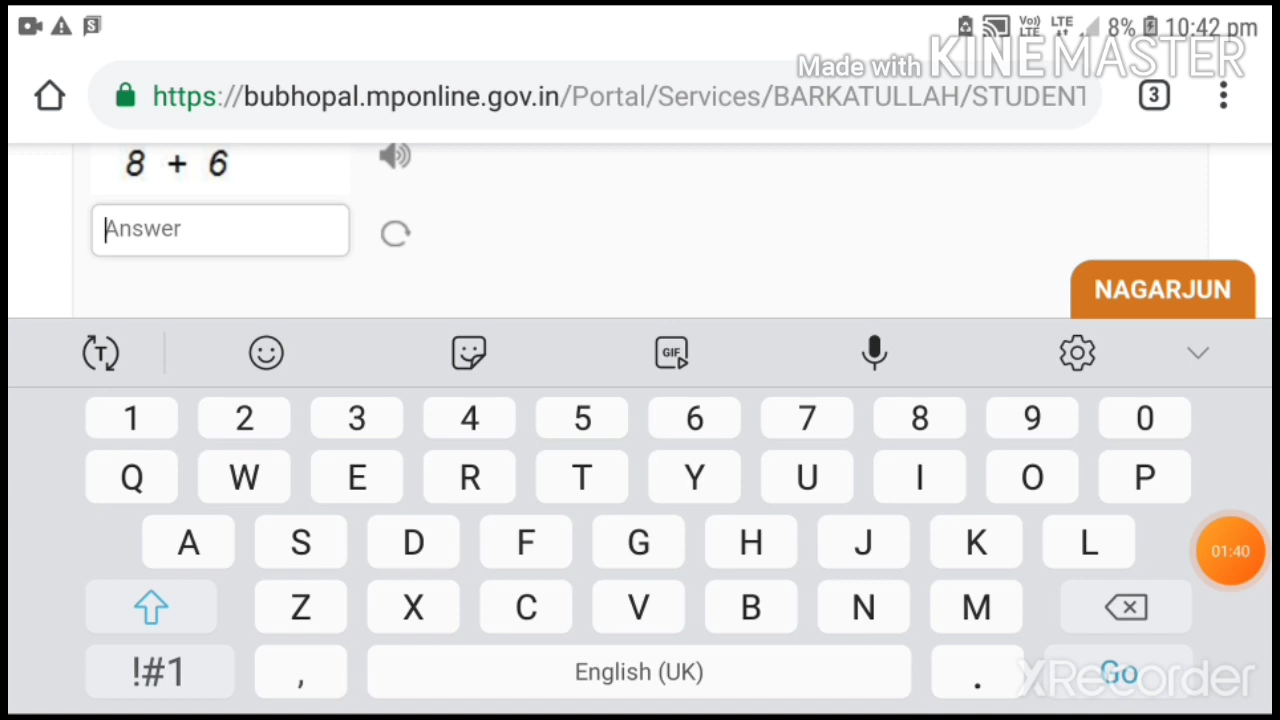 8% 10:42 pm
Made with KINEMASTER
https://bubhopal.mponline.gov.in/Portal/Services/BARKATULLAH/STUDENT
3
8 + 6
Answer
NAGARJUN
T
GIF
1 2 3 4 5 6 7 8 9 0
Q W E R T Y U I O P
A S D F G H J K L
01:40
Z X C V B N M
!#1 , English (UK) . Go
XRecorder